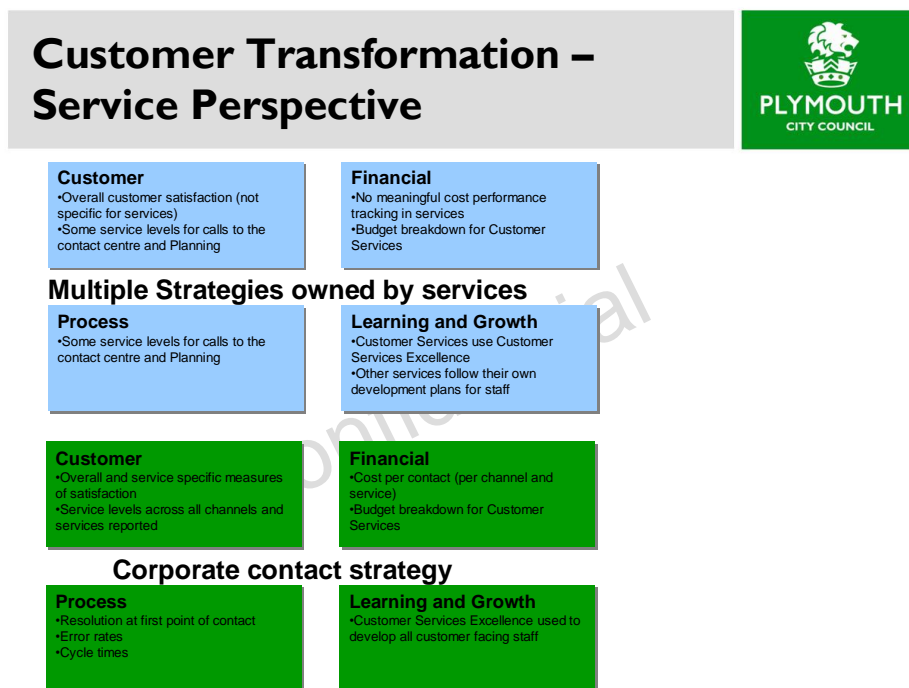 Customer Transformation –
Service Perspective
PLYMOUTH
CITY COUNCIL
Customer
•Overall customer satisfaction (not
specific for services)
•Some service levels for calls to the
contact centre and Planning
Financial
•No meaningful cost performance
tracking in services
•Budget breakdown for Customer
Services
Multiple Strategies owned by services
Process
•Some service levels for calls to the
contact centre and Planning
Learning and Growth
•Customer Services use Customer
Services Excellence
•Other services follow their own
development plans for staff
Customer
•Overall and service specific measures
of satisfaction
•Service levels across all channels and
services reported
Financial
•Cost per contact (per channel and
service)
•Budget breakdown for Customer
Services
Corporate contact strategy
Process
•Resolution at first point of contact
•Error rates
•Cycle times
Learning and Growth
•Customer Services Excellence used to
develop all customer facing staff